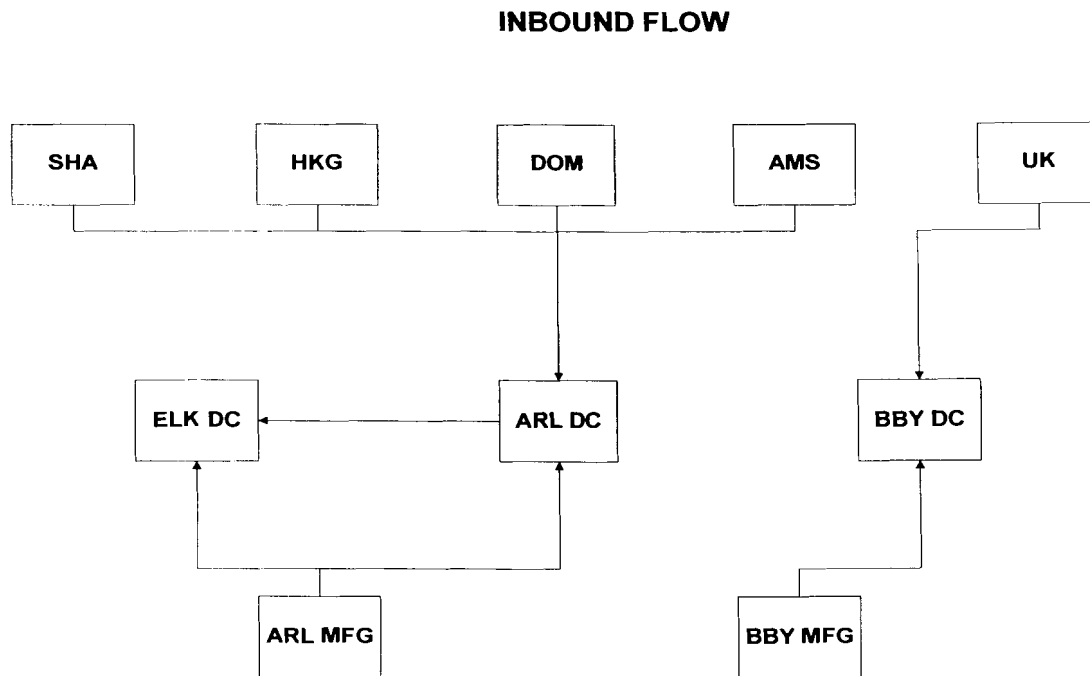 INBOUND FLOW
SHA
HKG
DOM
AMS
UK
ELK DC
ARL DC
BBY DC
ARL MFG
BBY MFG